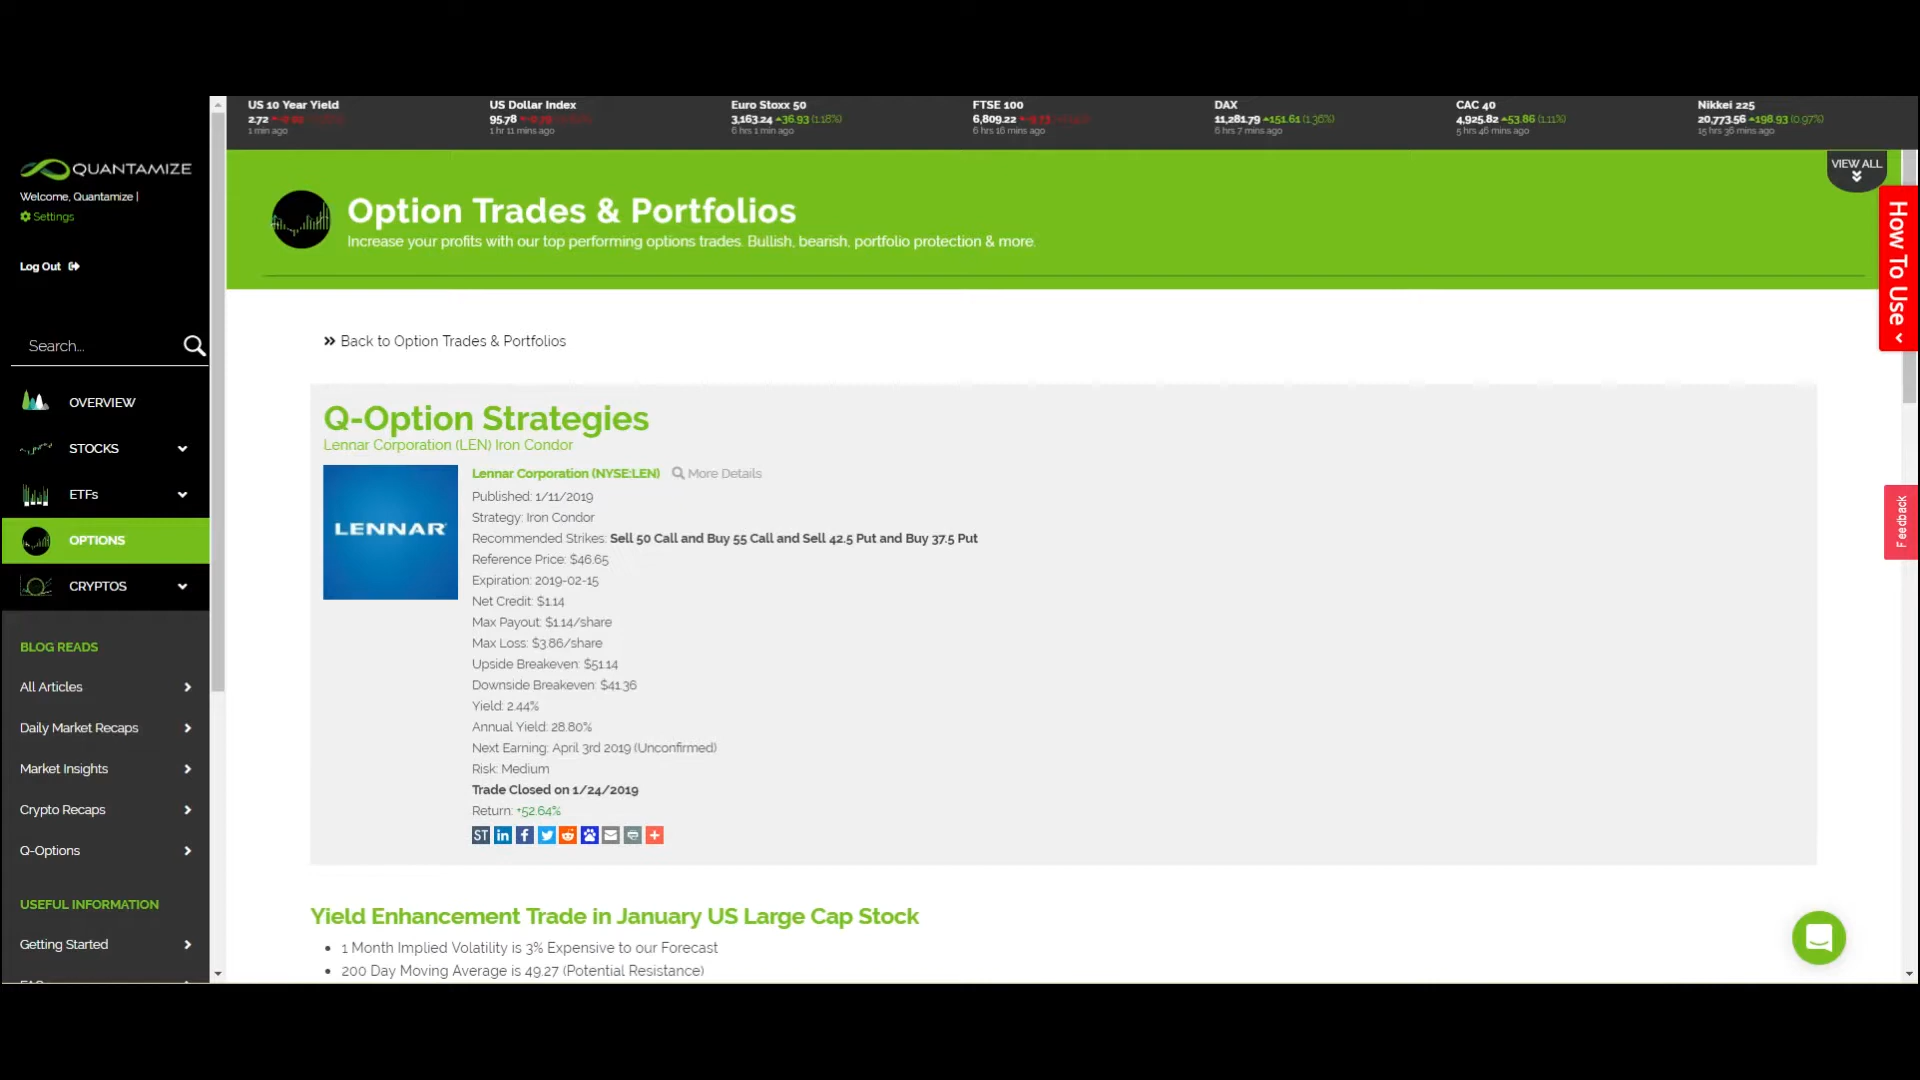 US 10 Year Yield
2.72
1 min ago
US Dollar Index
95.78
1 hr 11 mins ago
Euro Stoxx 50
3,163.24 +36.93 (1.18%)
6 hrs 1 min ago
FTSE 100
6,809.22
6 hrs 16 mins ago
DAX
11,281.79 +151.61 (1.36%)
6 hrs 7 mins ago
CAC 40
4,925.82 +53.86 (1.11%)
5 hrs 46 mins ago
Nikkei 225
20,773.56 +198.93 (0.97%)
15 hrs 36 mins ago
QUANTAMIZE
Welcome, Quantamize |
Settings
Log Out
Search...
OVERVIEW
STOCKS
ETFs
OPTIONS
CRYPTOS
BLOG READS
All Articles
Daily Market Recaps
Market Insights
Crypto Recaps
Q-Options
USEFUL INFORMATION
Getting Started
VIEW ALL
How To Use
Feedback
Option Trades & Portfolios
Increase your profits with our top performing options trades. Bullish, bearish, portfolio protection & more.
Back to Option Trades & Portfolios
Q-Option Strategies
Lennar Corporation (LEN) Iron Condor
LENNAR
Lennar Corporation (NYSE:LEN) More Details
Published: 1/11/2019
Strategy: Iron Condor
Recommended Strikes: Sell 50 Call and Buy 55 Call and Sell 42.5 Put and Buy 37.5 Put
Reference Price: $46.65
Expiration: 2019-02-15
Net Credit: $1.14
Max Payout: $1.14/share
Max Loss: $3.86/share
Upside Breakeven: $51.14
Downside Breakeven: $41.36
Yield: 2.44%
Annual Yield: 28.80%
Next Earning: April 3rd 2019 (Unconfirmed)
Risk: Medium
Trade Closed on 1/24/2019
Return: +52.64%
ST in f
Yield Enhancement Trade in January US Large Cap Stock
• 1 Month Implied Volatility is 3% Expensive to our Forecast
• 200 Day Moving Average is 49.27 (Potential Resistance)